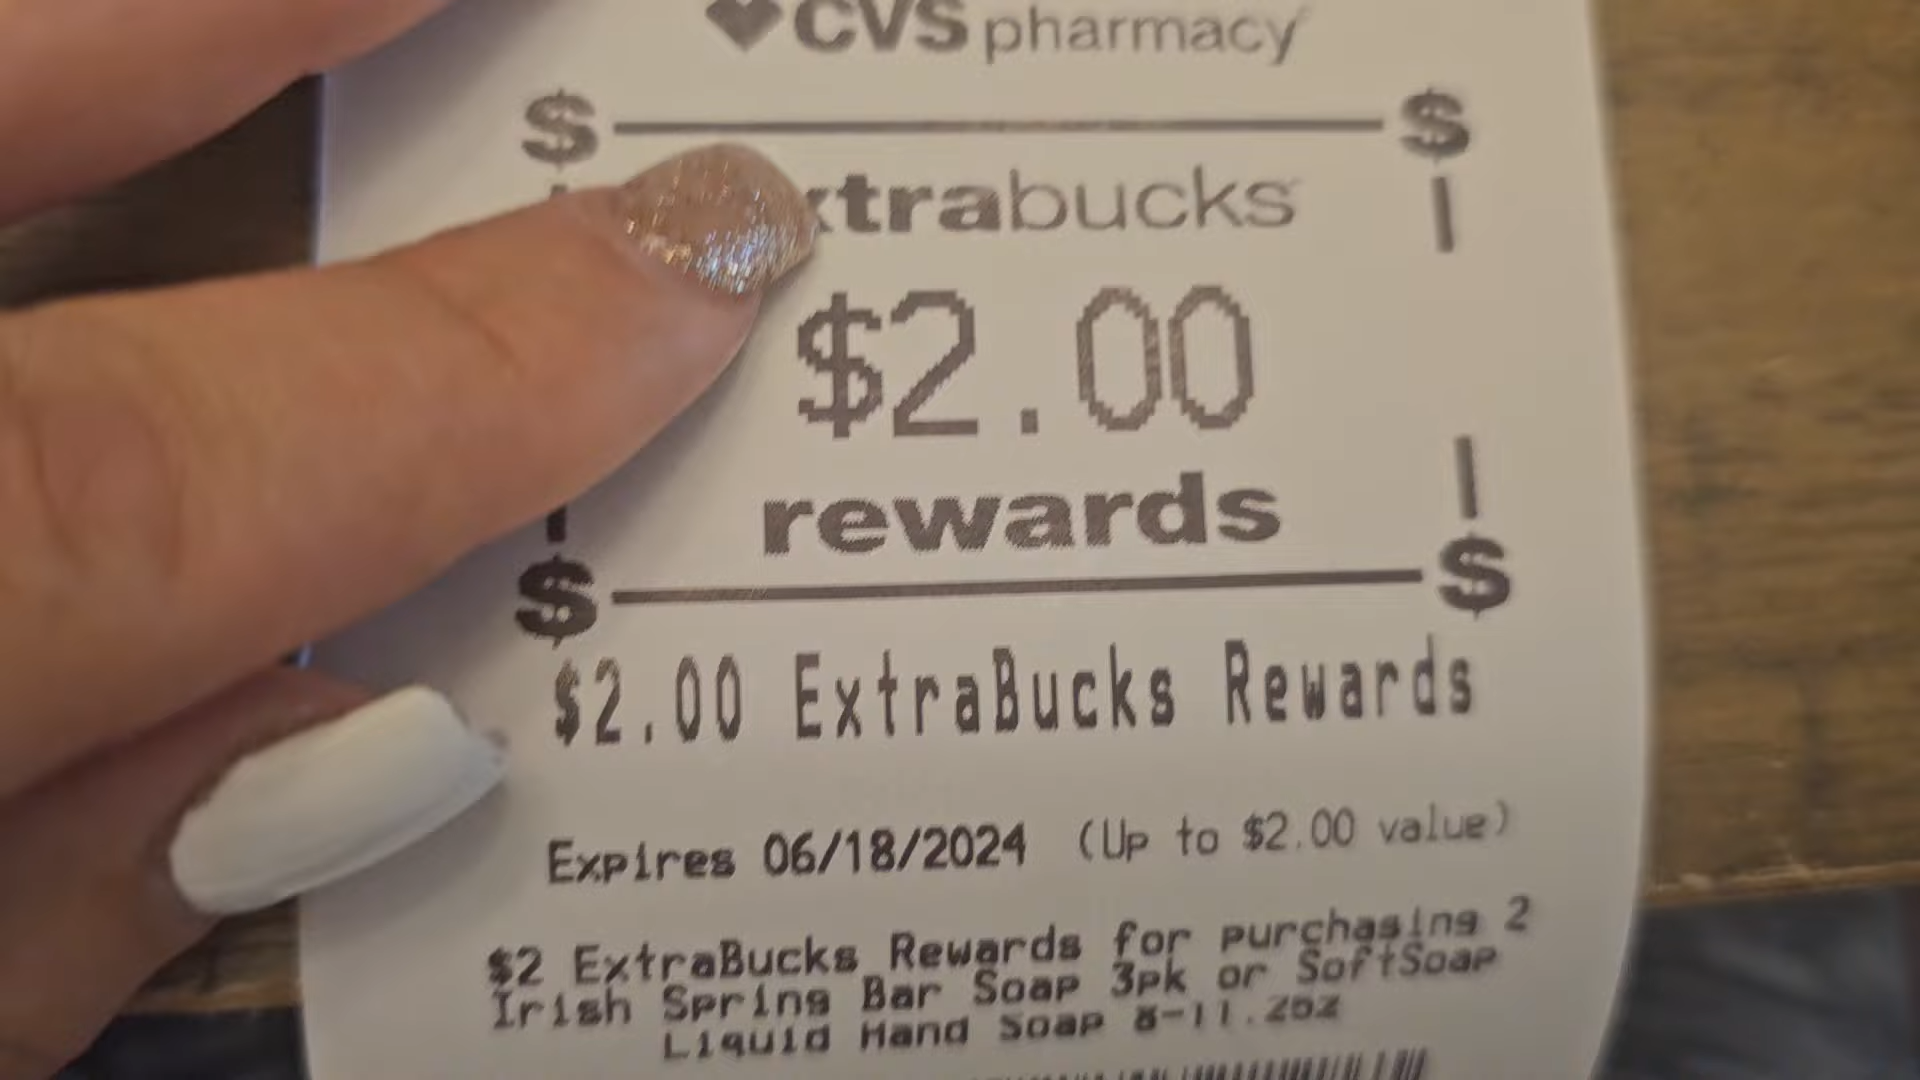 CVS pharmacy
$ $
xtrabucks
$2.00
rewards
$ $
$2.00 ExtraBucks Rewards
Expires 06/18/2024 (Up to $2.00 value)
$2 ExtraBucks Rewards for purchasing 2
Irish Spring Bar Soap 3pk or SoftSoap
Liquid Hand Soap 8-11.25z